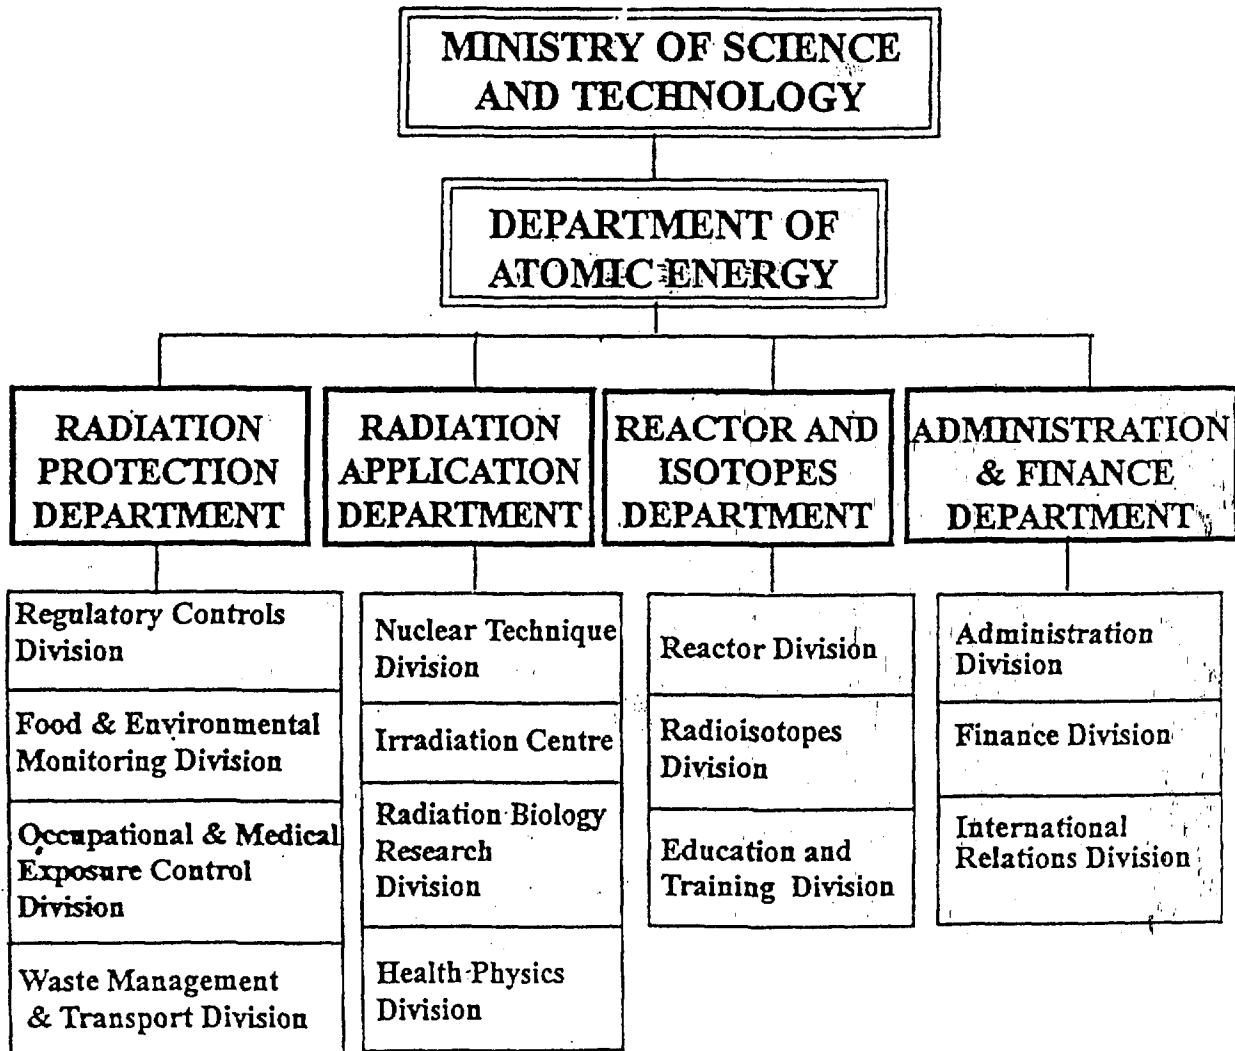 MINISTRY OF SCIENCE
AND TECHNOLOGY
DEPARTMENT OF
ATOMIC ENERGY
RADIATION
PROTECTION
DEPARTMENT
RADIATION
APPLICATION
DEPARTMENT
REACTOR AND
ISOTOPES
DEPARTMENT
ADMINISTRATION
& FINANCE
DEPARTMENT
Regulatory Controls
Division
Food & Environmental
Monitoring Division
Occupational & Medical
Exposure Control
Division
Waste Management
& Transport Division
Nuclear Technique
Division
Irradiation Centre
Radiation Biology
Research
Division
Health Physics
Division
Reactor Division
Radioisotopes
Division
Education and
Training Division
Administration
Division
Finance Division
International
Relations Division